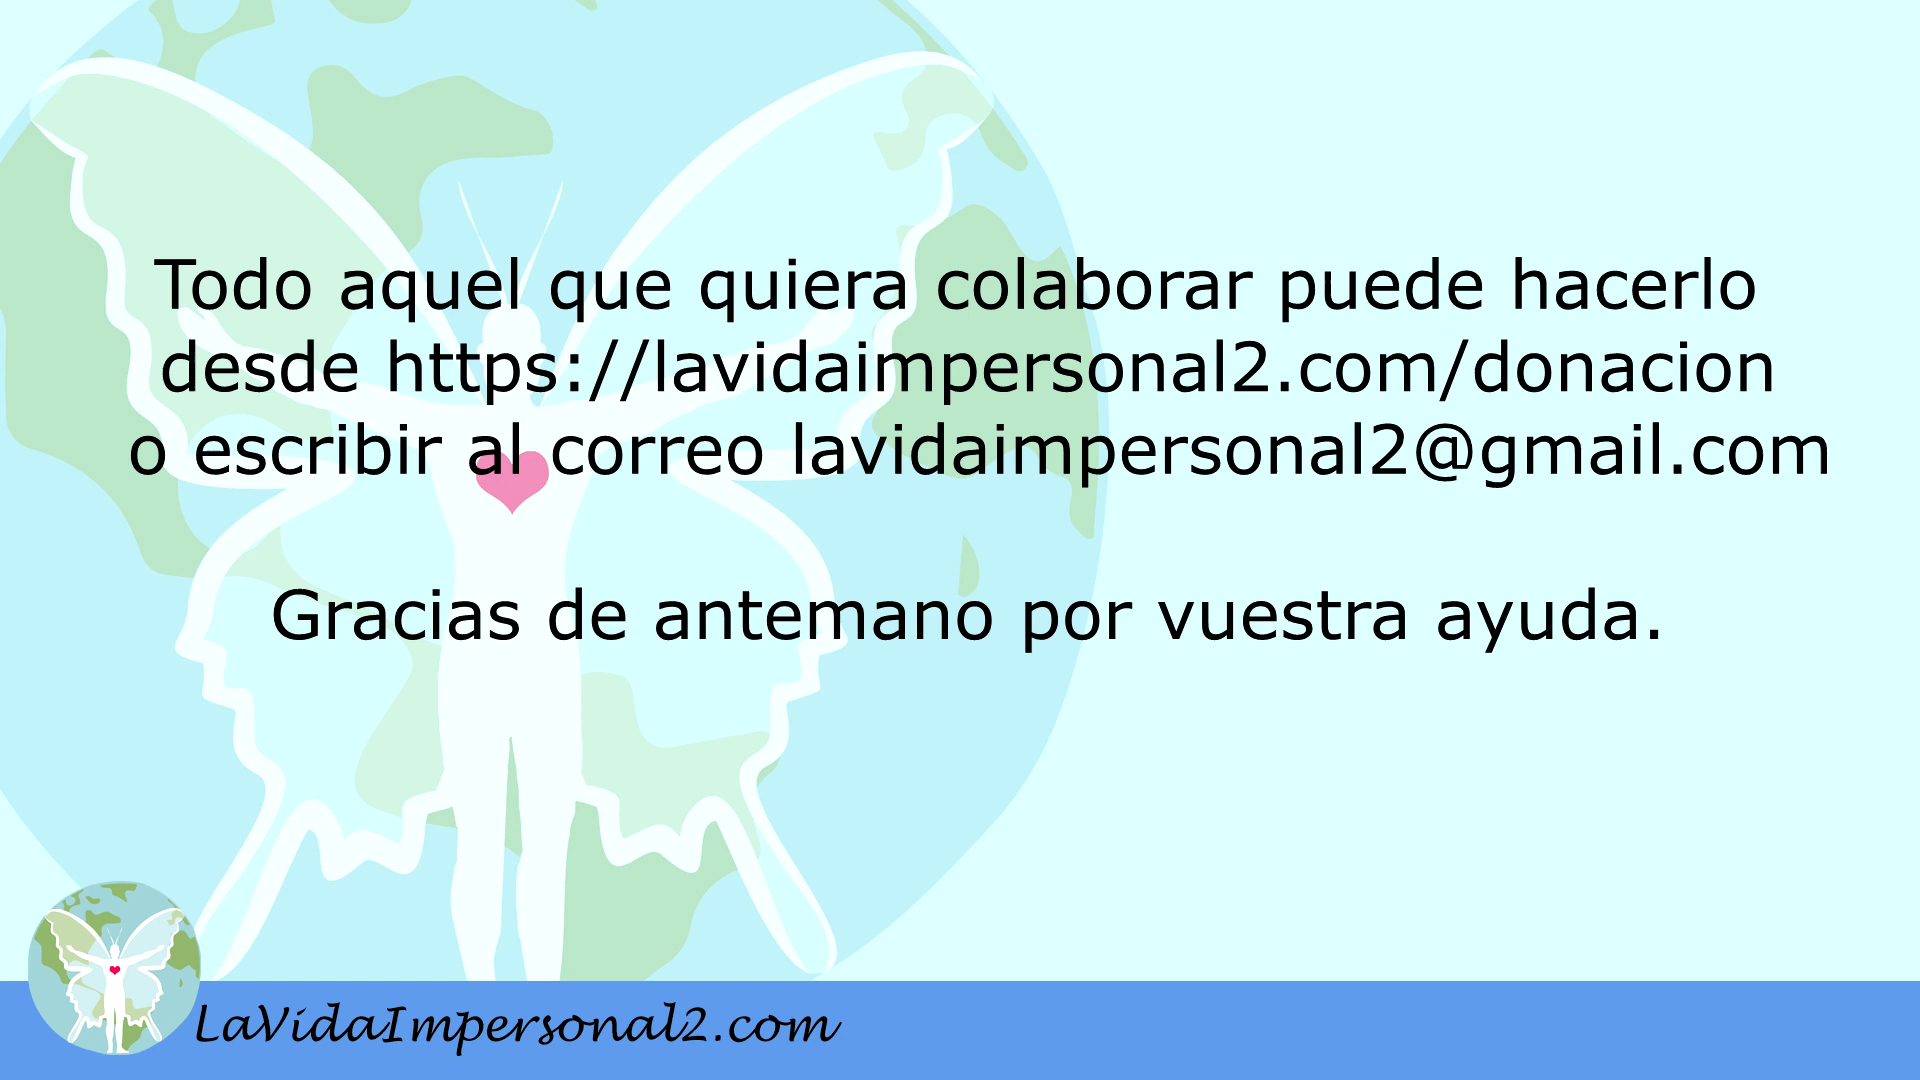 Todo aquel que quiera colaborar puede hacerlo
desde https://lavidaimpersonal2.com/donacion
o escribir al correo lavidaimpersonal2@gmail.com
Gracias de antemano por vuestra ayuda.
LaVidaImpersonal2.com